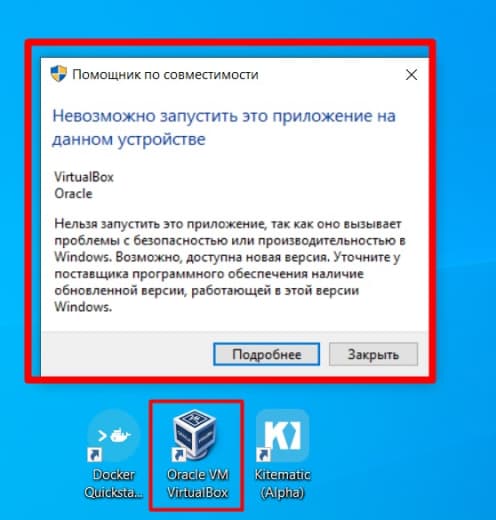 Помощник по совместимости
Невозможно запустить это приложение на
данном устройстве
VirtualBox
Oracle
Нельзя запустить это приложение, так как оно вызывает
проблемы с безопасностью или производительностью в
Windows. Возможно, доступна новая версия. Уточните у
поставщика программного обеспечения наличие
обновленной версии, работающей в этой версии
Windows.
Подробнее
Закрыть
Docker
Quicksta...
Oracle VM
VirtualBox
Kitematic
(Alpha)